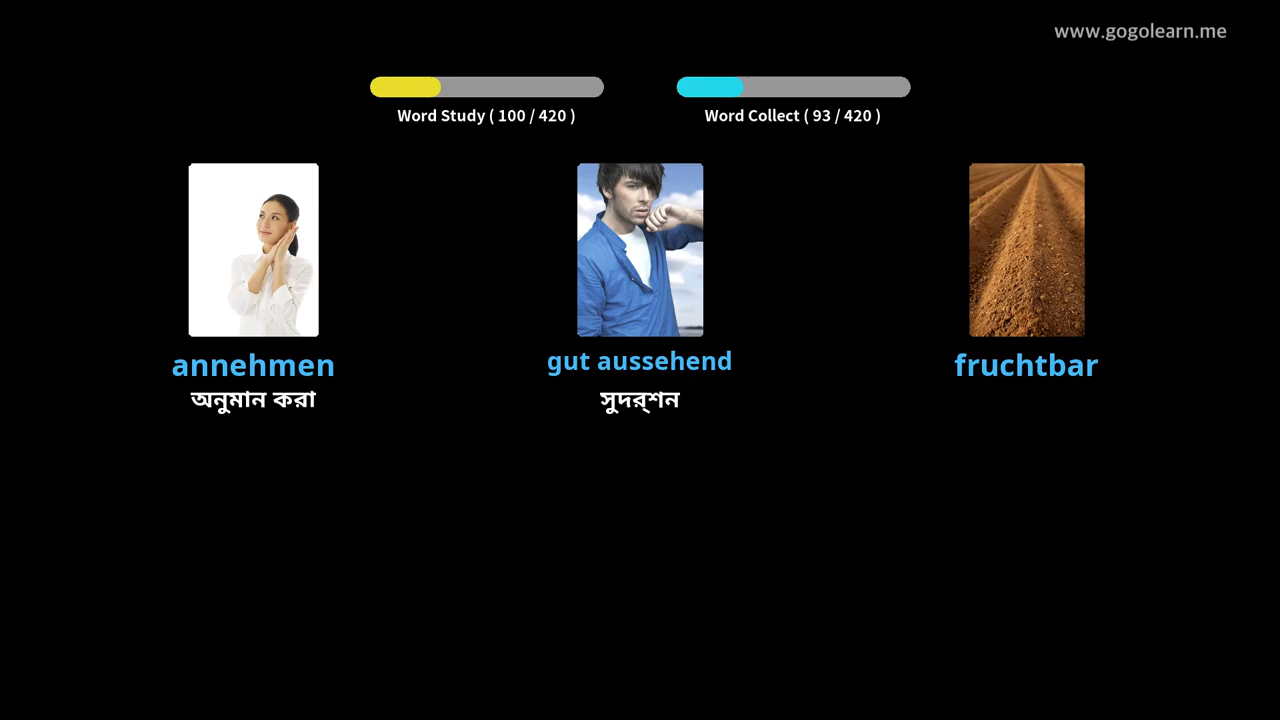 www.gogolearn.me
Word Study ( 100 / 420 )
Word Collect ( 93 / 420 )
annehmen
অনুমান করা
gut aussehend
সুদর্শন
fruchtbar